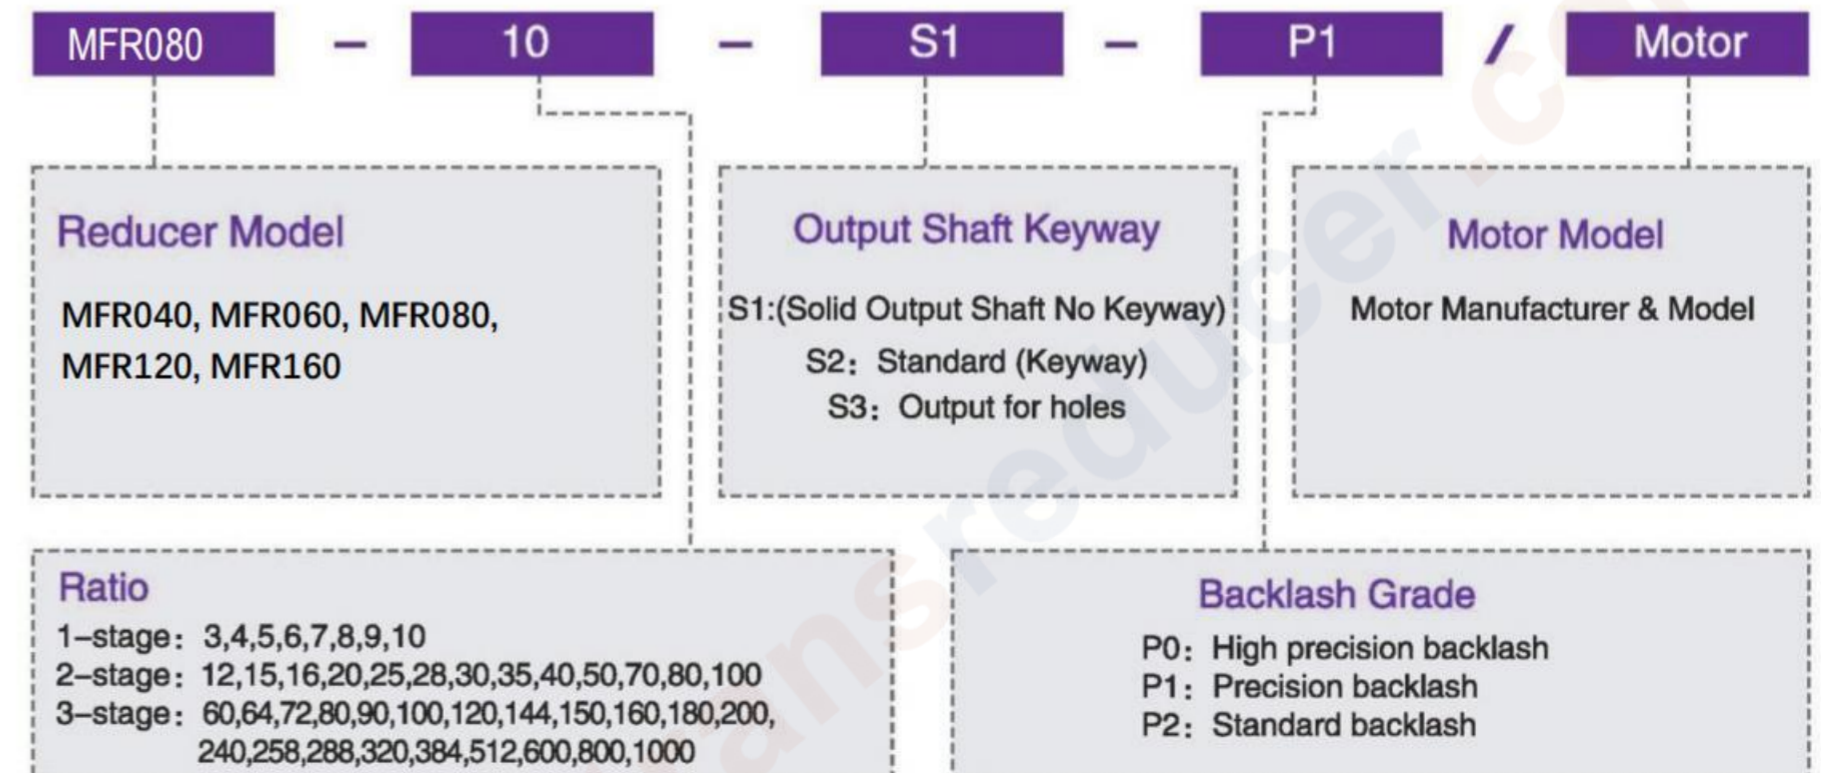 MFR080 – 10 – S1 – P1 / Motor
Reducer Model
MFR040, MFR060, MFR080,
MFR120, MFR160
Output Shaft Keyway
S1:(Solid Output Shaft No Keyway)
S2：Standard (Keyway)
S3：Output for holes
Motor Model
Motor Manufacturer & Model
Ratio
1–stage：3,4,5,6,7,8,9,10
2–stage：12,15,16,20,25,28,30,35,40,50,70,80,100
3–stage：60,64,72,80,90,100,120,144,150,160,180,200,
240,258,288,320,384,512,600,800,1000
Backlash Grade
P0：High precision backlash
P1：Precision backlash
P2：Standard backlash
ansreducer.co